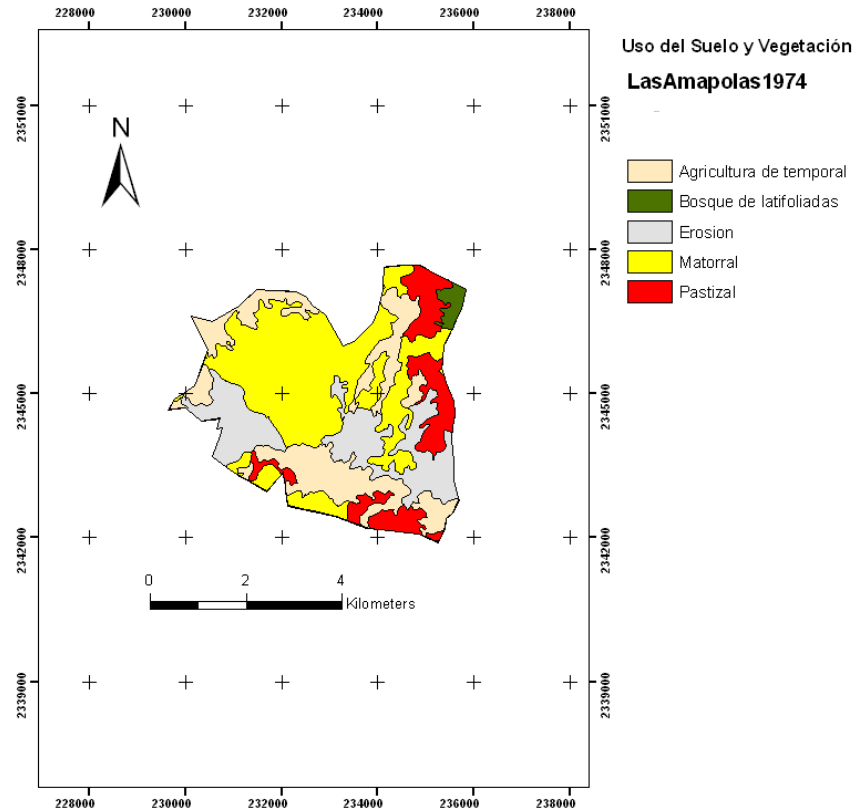 228000 230000 232000 234000 236000 238000
Uso del Suelo y Vegetación
LasAmapolas1974
2351000 2351000
N
Agricultura de temporal
Bosque de latifoliadas
Erosion
Matorral
Pastizal
2348000 2348000
2345000 2345000
2342000 2342000
0 2 4
Kilometers
2339000 2339000
228000 230000 232000 234000 236000 238000